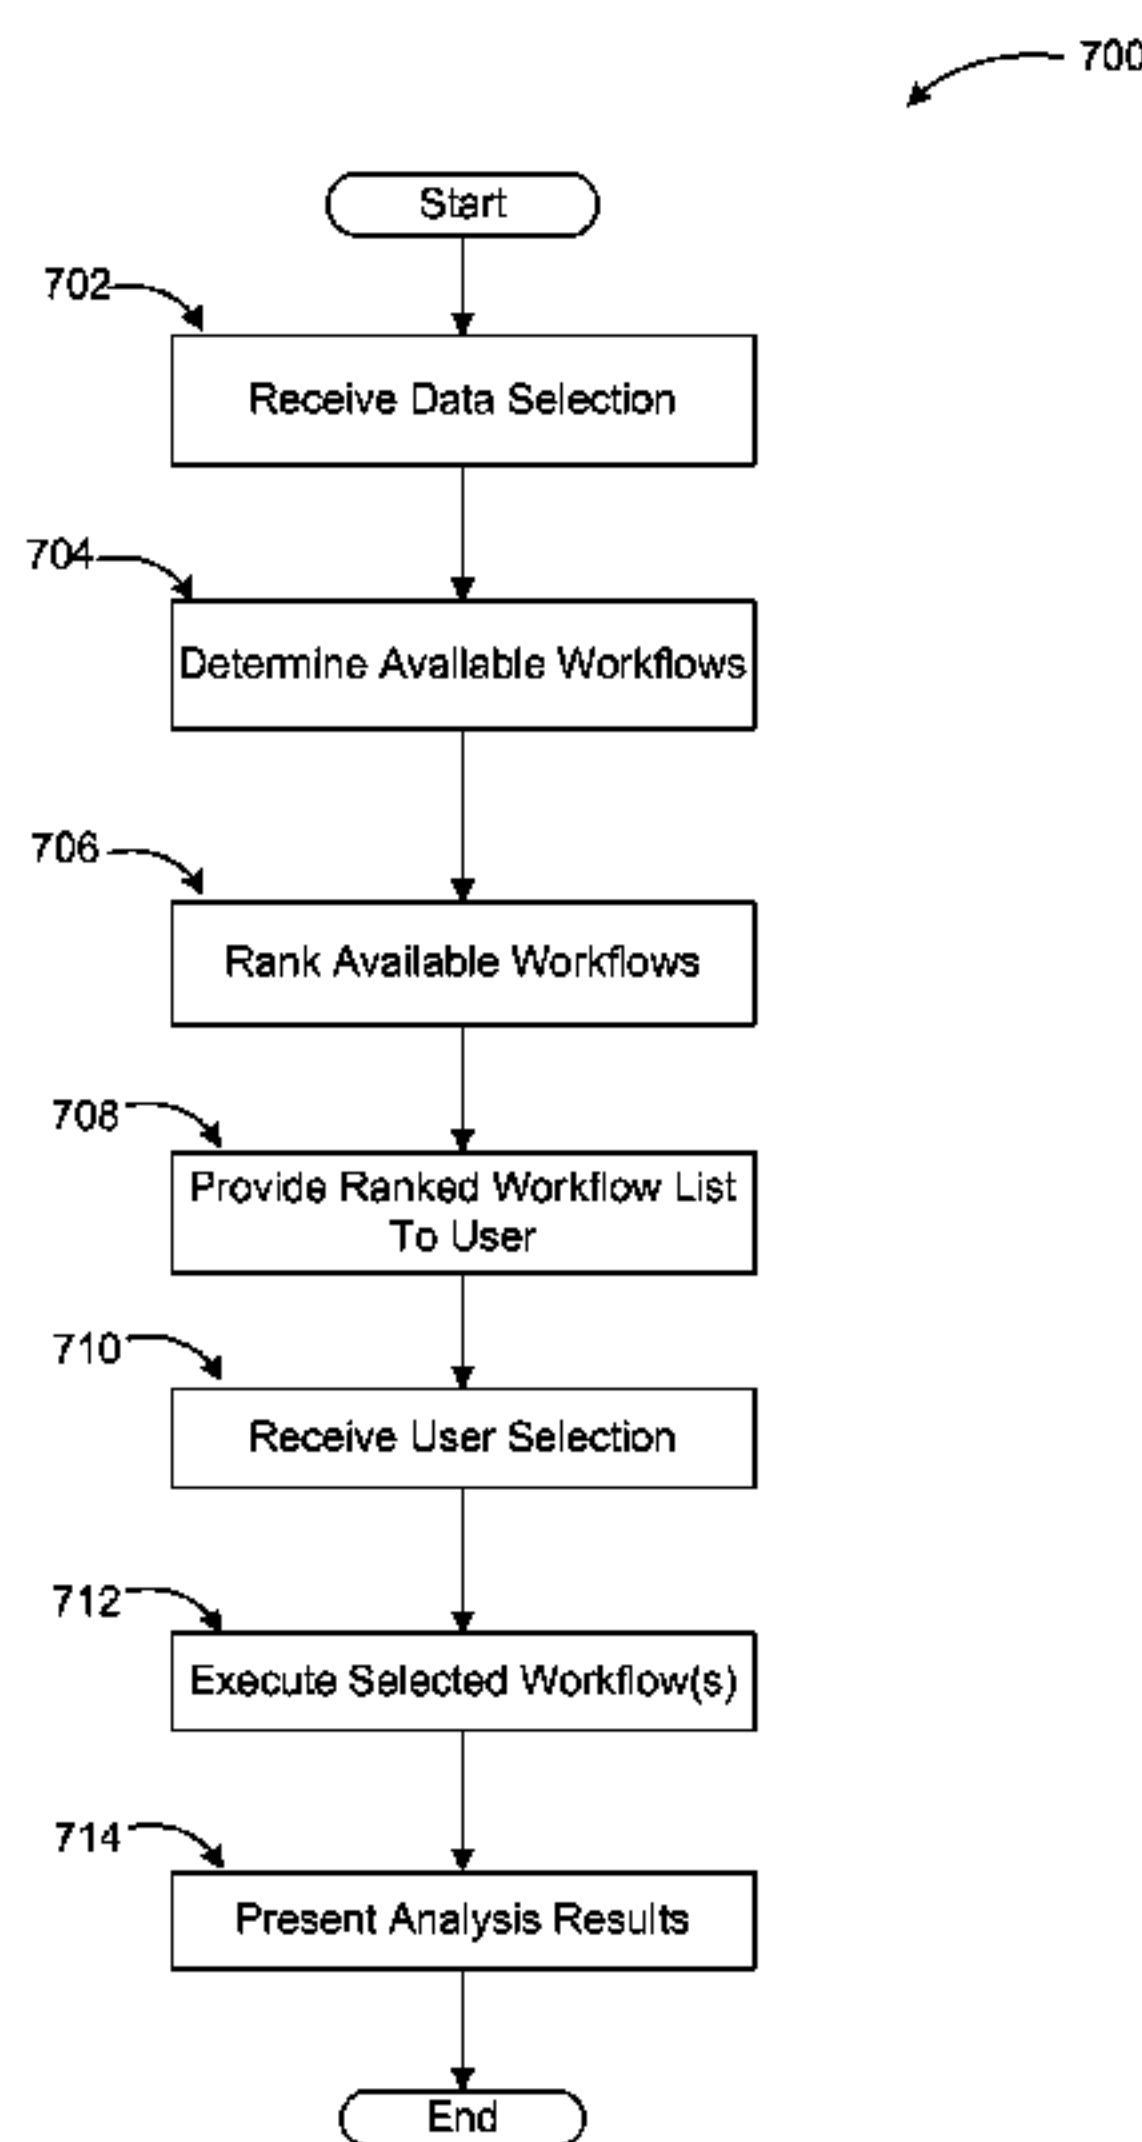 700
Start
702
Receive Data Selection
704
Determine Available Workflows
706
Rank Available Workflows
708
Provide Ranked Workflow List
To User
710
Receive User Selection
712
Execute Selected Workflow(s)
714
Present Analysis Results
End